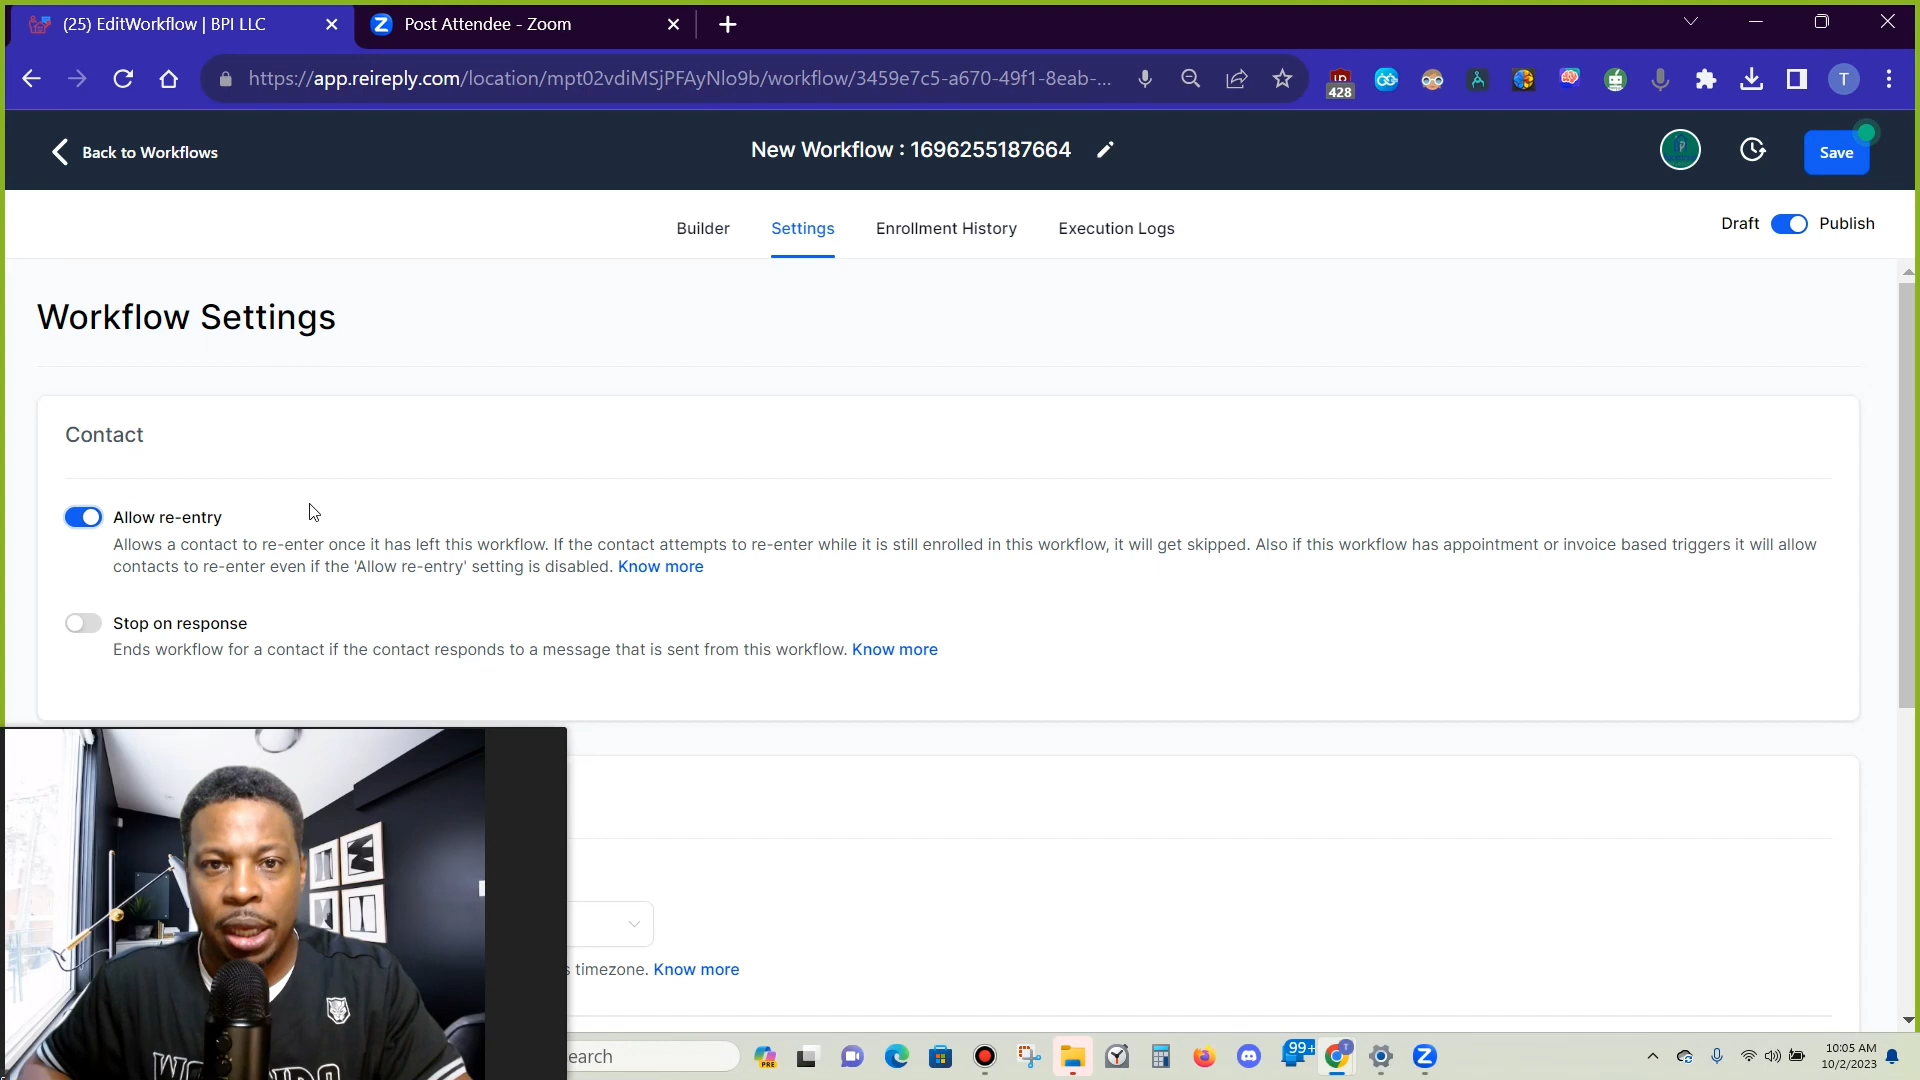 (25) EditWorkflow | BPI LLC
Post Attendee - Zoom
https://app.reireply.com/location/mpt02vdiMSjPFAyNlo9b/workflow/3459e7c5-a670-49f1-8eab-...
428
T
Back to Workflows
New Workflow : 1696255187664
Save
Builder
Settings
Enrollment History
Execution Logs
Draft
Publish
Workflow Settings
Contact
Allow re-entry
Allows a contact to re-enter once it has left this workflow. If the contact attempts to re-enter while it is still enrolled in this workflow, it will get skipped. Also if this workflow has appointment or invoice based triggers it will allow
contacts to re-enter even if the 'Allow re-entry' setting is disabled. Know more
Stop on response
Ends workflow for a contact if the contact responds to a message that is sent from this workflow. Know more
s timezone. Know more
earch
PRE
99+
T
10:05 AM
10/2/2023